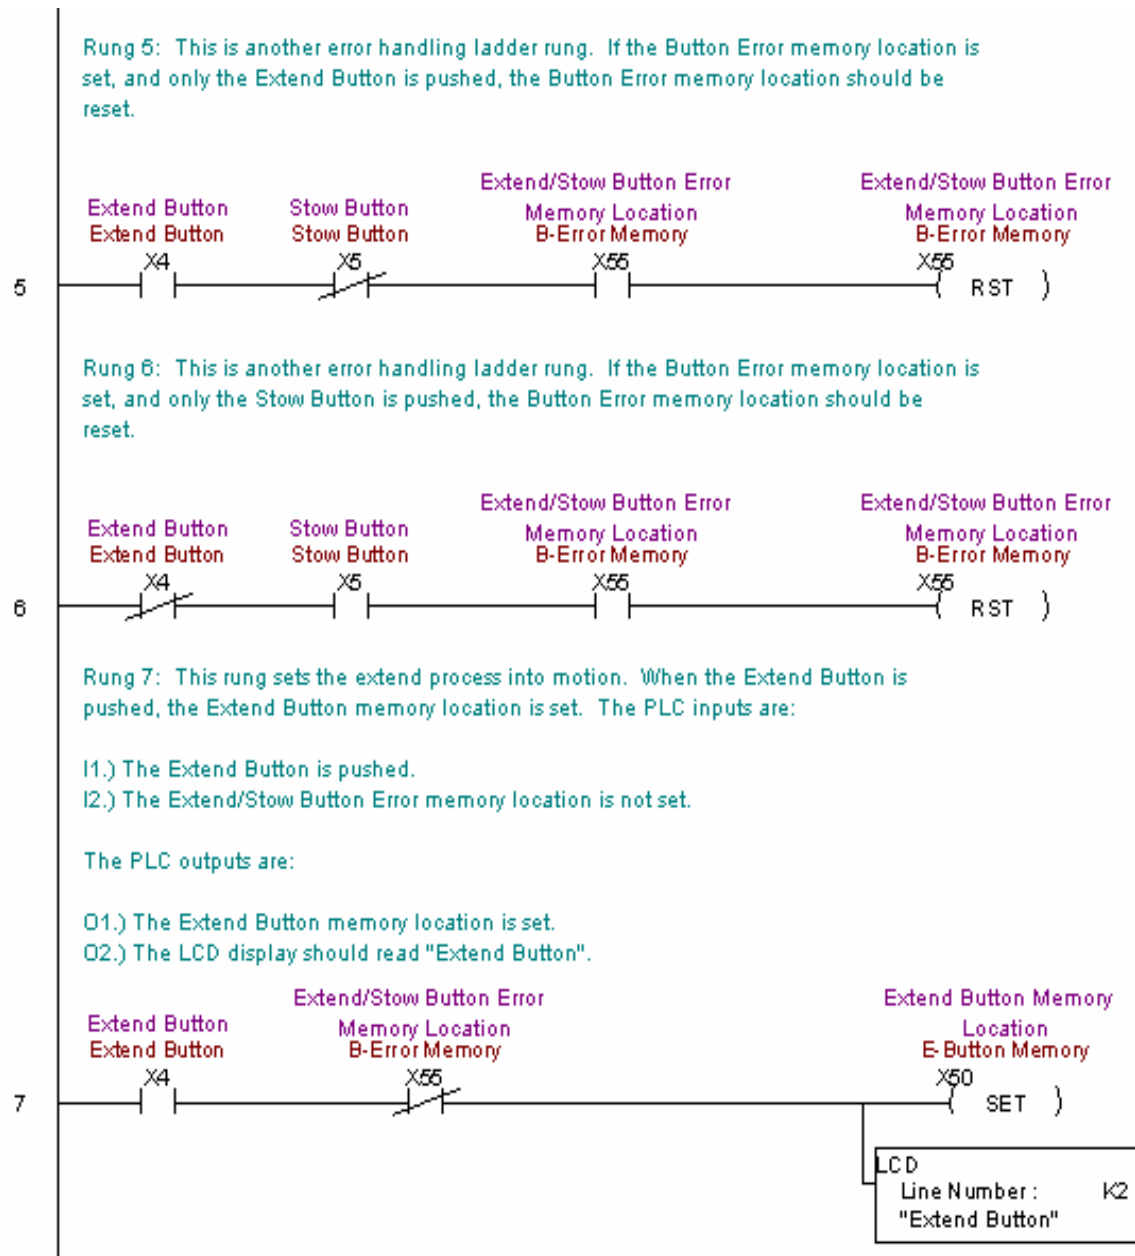 Rung 5:  This is another error handling ladder rung.  If the Button Error memory location is
set, and only the Extend Button is pushed, the Button Error memory location should be
reset.
Extend/Stow Button Error Extend/Stow Button Error
Extend Button Stow Button Memory Location Memory Location
Extend Button Stow Button B-Error Memory B-Error Memory
X4 X5 X55 X55
5 RST
Rung 6:  This is another error handling ladder rung.  If the Button Error memory location is
set, and only the Stow Button is pushed, the Button Error memory location should be
reset.
Extend/Stow Button Error Extend/Stow Button Error
Extend Button Stow Button Memory Location Memory Location
Extend Button Stow Button B-Error Memory B-Error Memory
X4 X5 X55 X55
6 RST
Rung 7:  This rung sets the extend process into motion.  When the Extend Button is
pushed, the Extend Button memory location is set.  The PLC inputs are:
I1.) The Extend Button is pushed.
I2.) The Extend/Stow Button Error memory location is not set.
The PLC outputs are:
O1.) The Extend Button memory location is set.
O2.) The LCD display should read "Extend Button".
Extend/Stow Button Error Extend Button Memory
Extend Button Memory Location Location
Extend Button B-Error Memory E-Button Memory
X4 X55 X50
7 SET
LCD
Line Number : K2
"Extend Button"